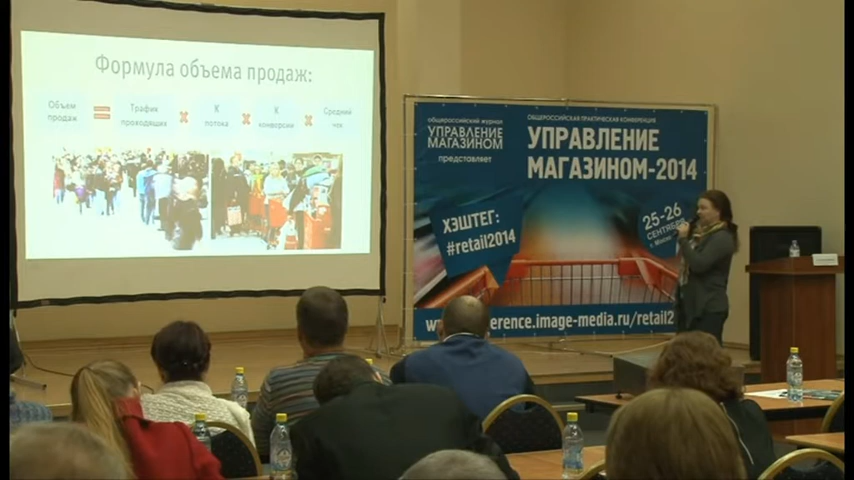 Формула объема продаж:
Объем продаж = Трафик проводящих × К потока × К конверсии × Средний чек
общероссийский журнал
УПРАВЛЕНИЕ
МАГАЗИНОМ
представляет
ОБЩЕРОССИЙСКАЯ ПРАКТИЧЕСКАЯ КОНФЕРЕНЦИЯ
УПРАВЛЕНИЕ
МАГАЗИНОМ-2014
ХЭШТЕГ:
#retail2014
25-26
СЕНТЯБРЯ
erence.image-media.ru/retail2